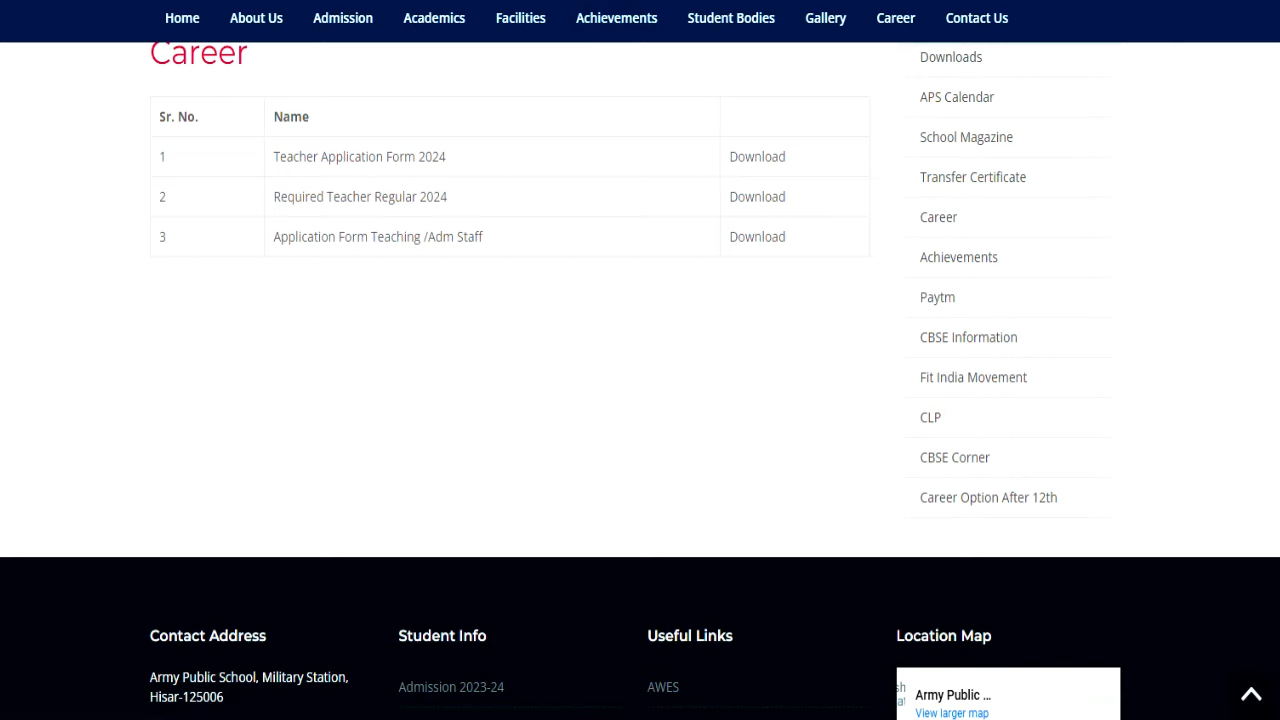 Home About Us Admission Academics Facilities Achievements Student Bodies Gallery Career Contact Us
Career
Sr. No. Name
1 Teacher Application Form 2024 Download
2 Required Teacher Regular 2024 Download
3 Application Form Teaching /Adm Staff Download
Downloads
APS Calendar
School Magazine
Transfer Certificate
Career
Achievements
Paytm
CBSE Information
Fit India Movement
CLP
CBSE Corner
Career Option After 12th
Contact Address
Army Public School, Military Station,
Hisar-125006
Student Info
Admission 2023-24
Useful Links
AWES
Location Map
Army Public ...
View larger map